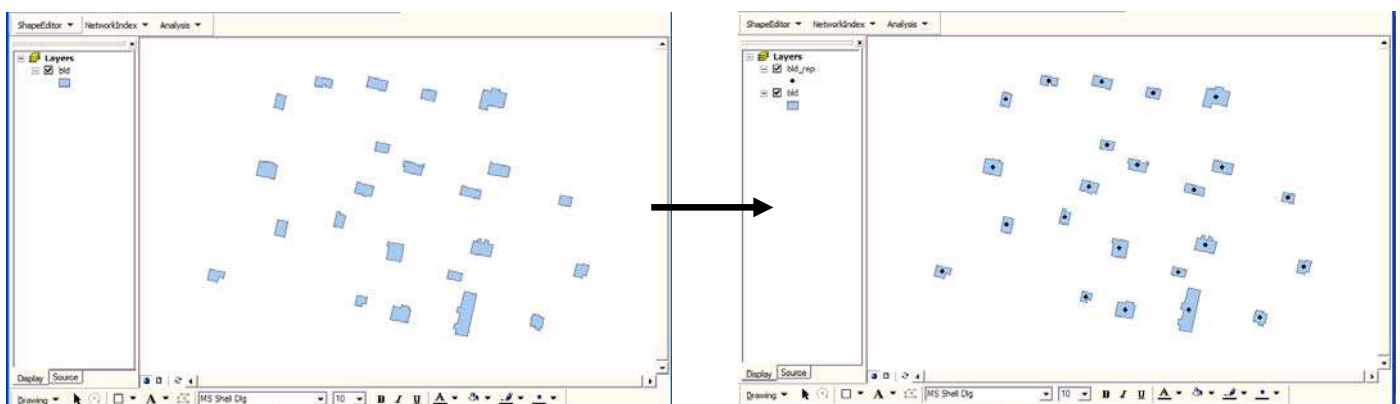 ShapeEditor NetworkIndex Analysis
Layers
bld
Display Source
Drawing A MS Shell Dlg 10 B I U A
ShapeEditor NetworkIndex Analysis
Layers
bld_rep
bld
Display Source
Drawing A MS Shell Dlg 10 B I U A